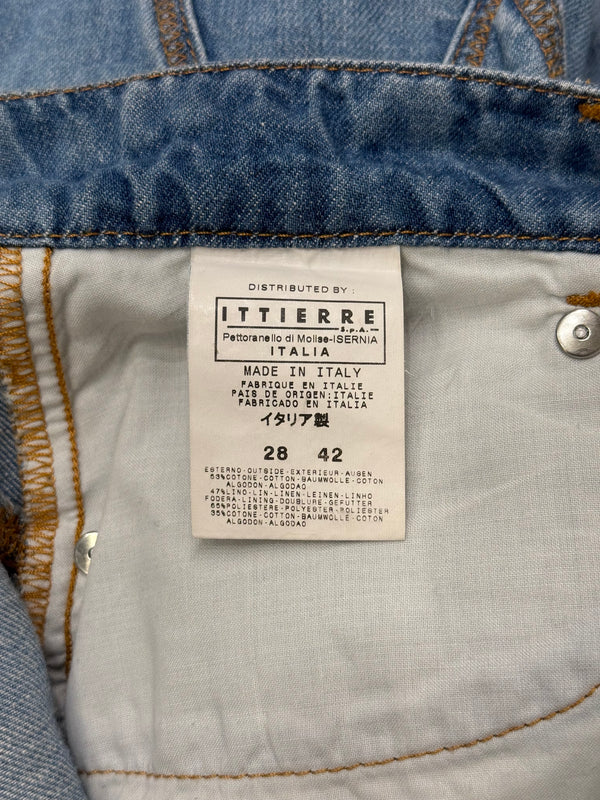 DISTRIBUTED BY :
ITTIERRE
S.p.A.
Pettoranello di Molise-ISERNIA
ITALIA
MADE IN ITALY
FABRIQUE EN ITALIE
PAIS DE ORIGEN:ITALIE
FABRICADO EN ITALIA
イタリア製
28 42
ESTERNO-OUTSIDE-EXTERIEUR-AUSEN
53%COTONE-COTTON-BAUMWOLLE-COTON
ALGODON-ALGODAO
47%LINO-LIN-LINEN-LEINEN-LINHO
FODERA-LINING-DOUBLURE-GEFUTTER
65%POLIESTERE-POLYESTER-POLIESTER
35%COTONE-COTTON-BAUMWOLLE-COTON
ALGODON-ALGODAO